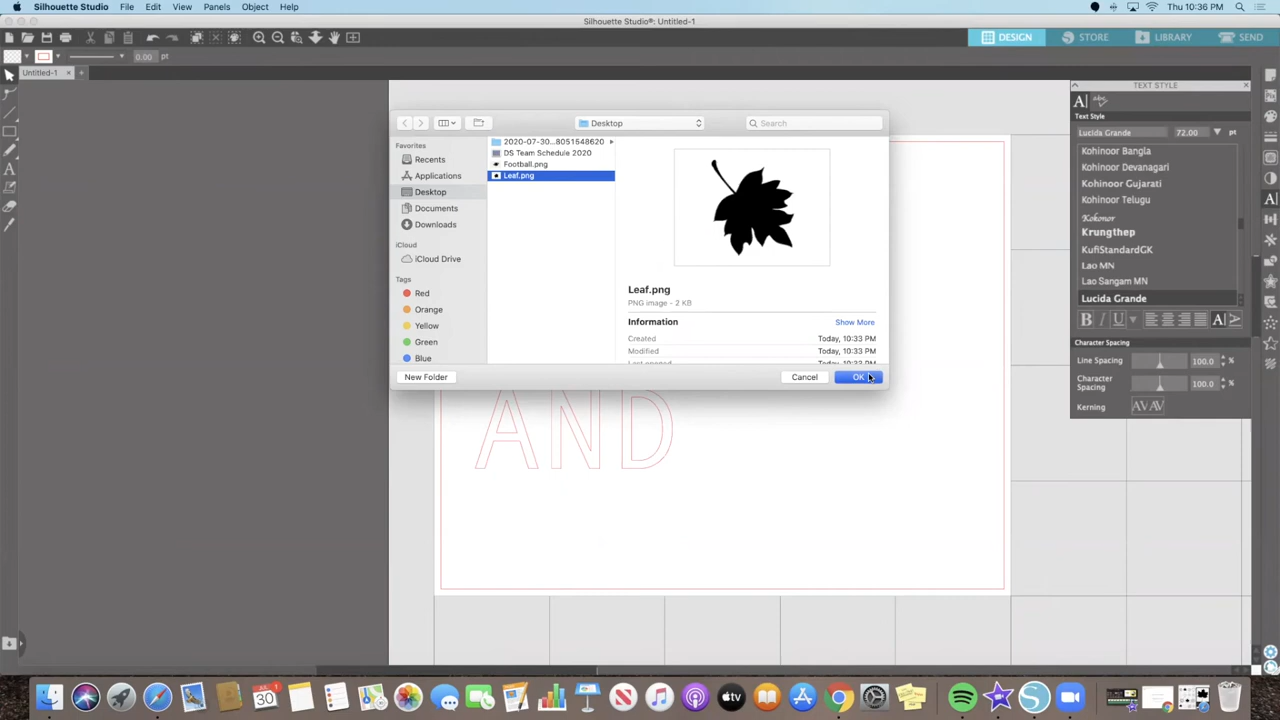 Silhouette Studio File Edit View Panels Object Help Thu 10:36 PM
Silhouette Studio®: Untitled-1
DESIGN STORE LIBRARY SEND
0.00 pt
Untitled-1 × +
TEXT STYLE
Text Style
Lucida Grande 72.00 pt
Kohinoor Bangla
Kohinoor Devanagari
Kohinoor Gujarati
Kohinoor Telugu
Kokonor
Krungthep
KufiStandardGK
Lao MN
Lao Sangam MN
Lucida Grande
B I U
Character Spacing
Line Spacing 100.0 %
Character Spacing 100.0 %
Kerning AV AV
Desktop
Search
Favorites
Recents
Applications
Desktop
Documents
Downloads
iCloud
iCloud Drive
Tags
Red
Orange
Yellow
Green
Blue
2020-07-30...8051548620
DS Team Schedule 2020
Football.png
Leaf.png
Leaf.png
PNG image - 2 KB
Information Show More
Created Today, 10:33 PM
Modified Today, 10:33 PM
New Folder Cancel OK
AND
JUL
30
tv